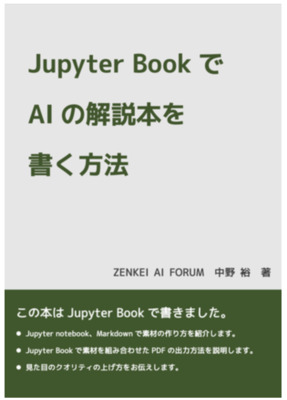 Jupyter Book で
AI の解説本を
書く方法
ZENKEI AI FORUM 中野 裕 著
この本は Jupyter Book で書きました。
● Jupyter notebook、Markdown で素材の作り方を紹介します。
● Jupyter Book で素材を組み合わせた PDF の出力方法を説明します。
● 見た目のクオリティの上げ方をお伝えします。